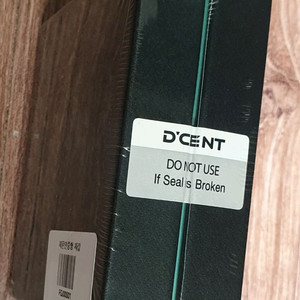 D'CENT
DO NOT USE
If Seal is Broken